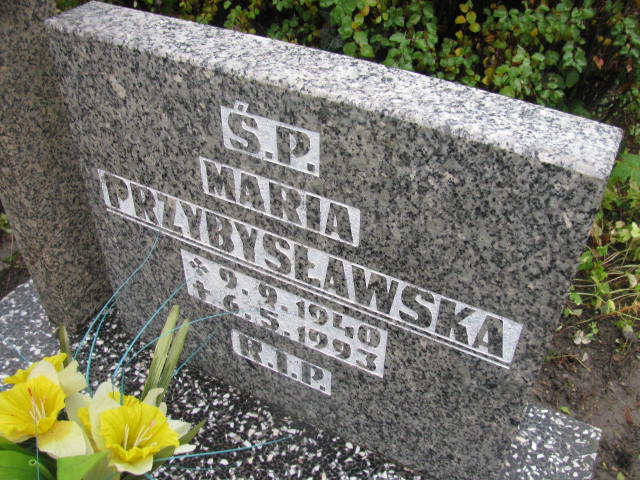 Ś.P.
MARIA
PRZYBYSŁAWSKA
* 9.9.1940
+ 6.5.1993
R.I.P.